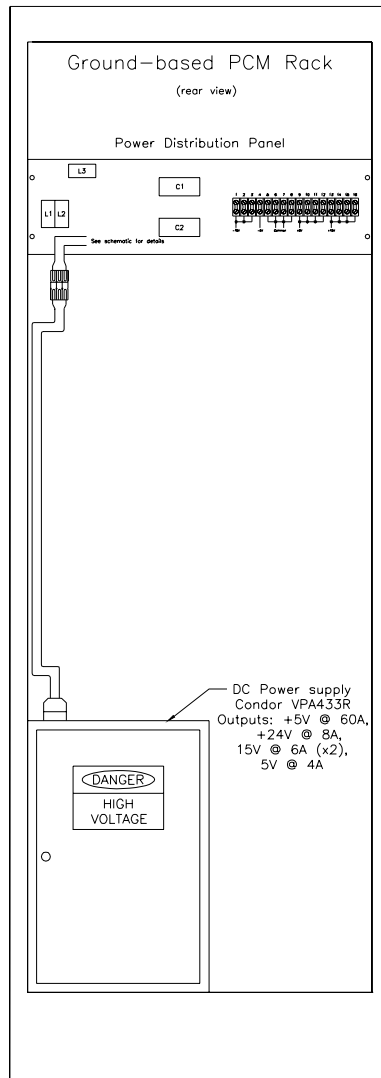 Ground-based PCM Rack
(rear view)
Power Distribution Panel
L3
C1
1 2 3 4 5 6 7 8 9 10 11 12 13 14 15 16
L1 L2
C2
Common
See schematic for details
DC Power supply
Condor VPA433R
Outputs: +5V @ 60A,
+24V @ 8A,
15V @ 6A (x2),
5V @ 4A
DANGER
HIGH
VOLTAGE